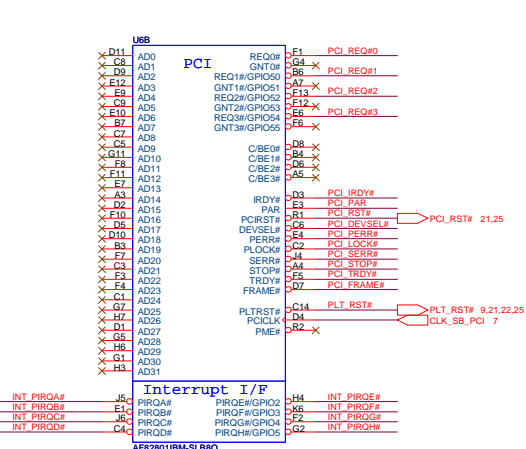 U6B
PCI
D11 AD0 REQ0# F1 PCI_REQ#0
C8 AD1 GNT0# G4
D9 AD2 REQ1#/GPIO50 B6 PCI_REQ#1
E12 AD3 GNT1#/GPIO51 A7
E9 AD4 REQ2#/GPIO52 F13 PCI_REQ#2
C9 AD5 GNT2#/GPIO53 F12
E10 AD6 REQ3#/GPIO54 E6 PCI_REQ#3
B7 AD7 GNT3#/GPIO55 F6
C7 AD8
C5 AD9 C/BE0# D8
G11 AD10 C/BE1# B4
F8 AD11 C/BE2# D6
F11 AD12 C/BE3# A5
E7 AD13
A3 AD14 IRDY# D3 PCI_IRDY#
D2 AD15 PAR E3 PCI_PAR
F10 AD16 PCIRST# R1 PCI_RST# PCI_RST# 21,25
D5 AD17 DEVSEL# C6 PCI_DEVSEL#
D10 AD18 PERR# E4 PCI_PERR#
B3 AD19 PLOCK# C2 PCI_LOCK#
F7 AD20 SERR# J4 PCI_SERR#
C3 AD21 STOP# A4 PCI_STOP#
F3 AD22 TRDY# F5 PCI_TRDY#
F4 AD23 FRAME# D7 PCI_FRAME#
C1 AD24
G7 AD25 PLTRST# C14 PLT_RST# PLT_RST# 9,21,22,25
H7 AD26 PCICLK D4 CLK_SB_PCI 7
D1 AD27 PME# R2
G5 AD28
H6 AD29
G1 AD30
H3 AD31
Interrupt I/F
INT_PIRQA# J5 PIRQA# PIRQE#/GPIO2 H4 INT_PIRQE#
INT_PIRQB# E1 PIRQB# PIRQF#/GPIO3 K6 INT_PIRQF#
INT_PIRQC# J6 PIRQC# PIRQG#/GPIO4 F2 INT_PIRQG#
INT_PIRQD# C4 PIRQD# PIRQH#/GPIO5 G2 INT_PIRQH#
AF82801IBM-SLB8Q